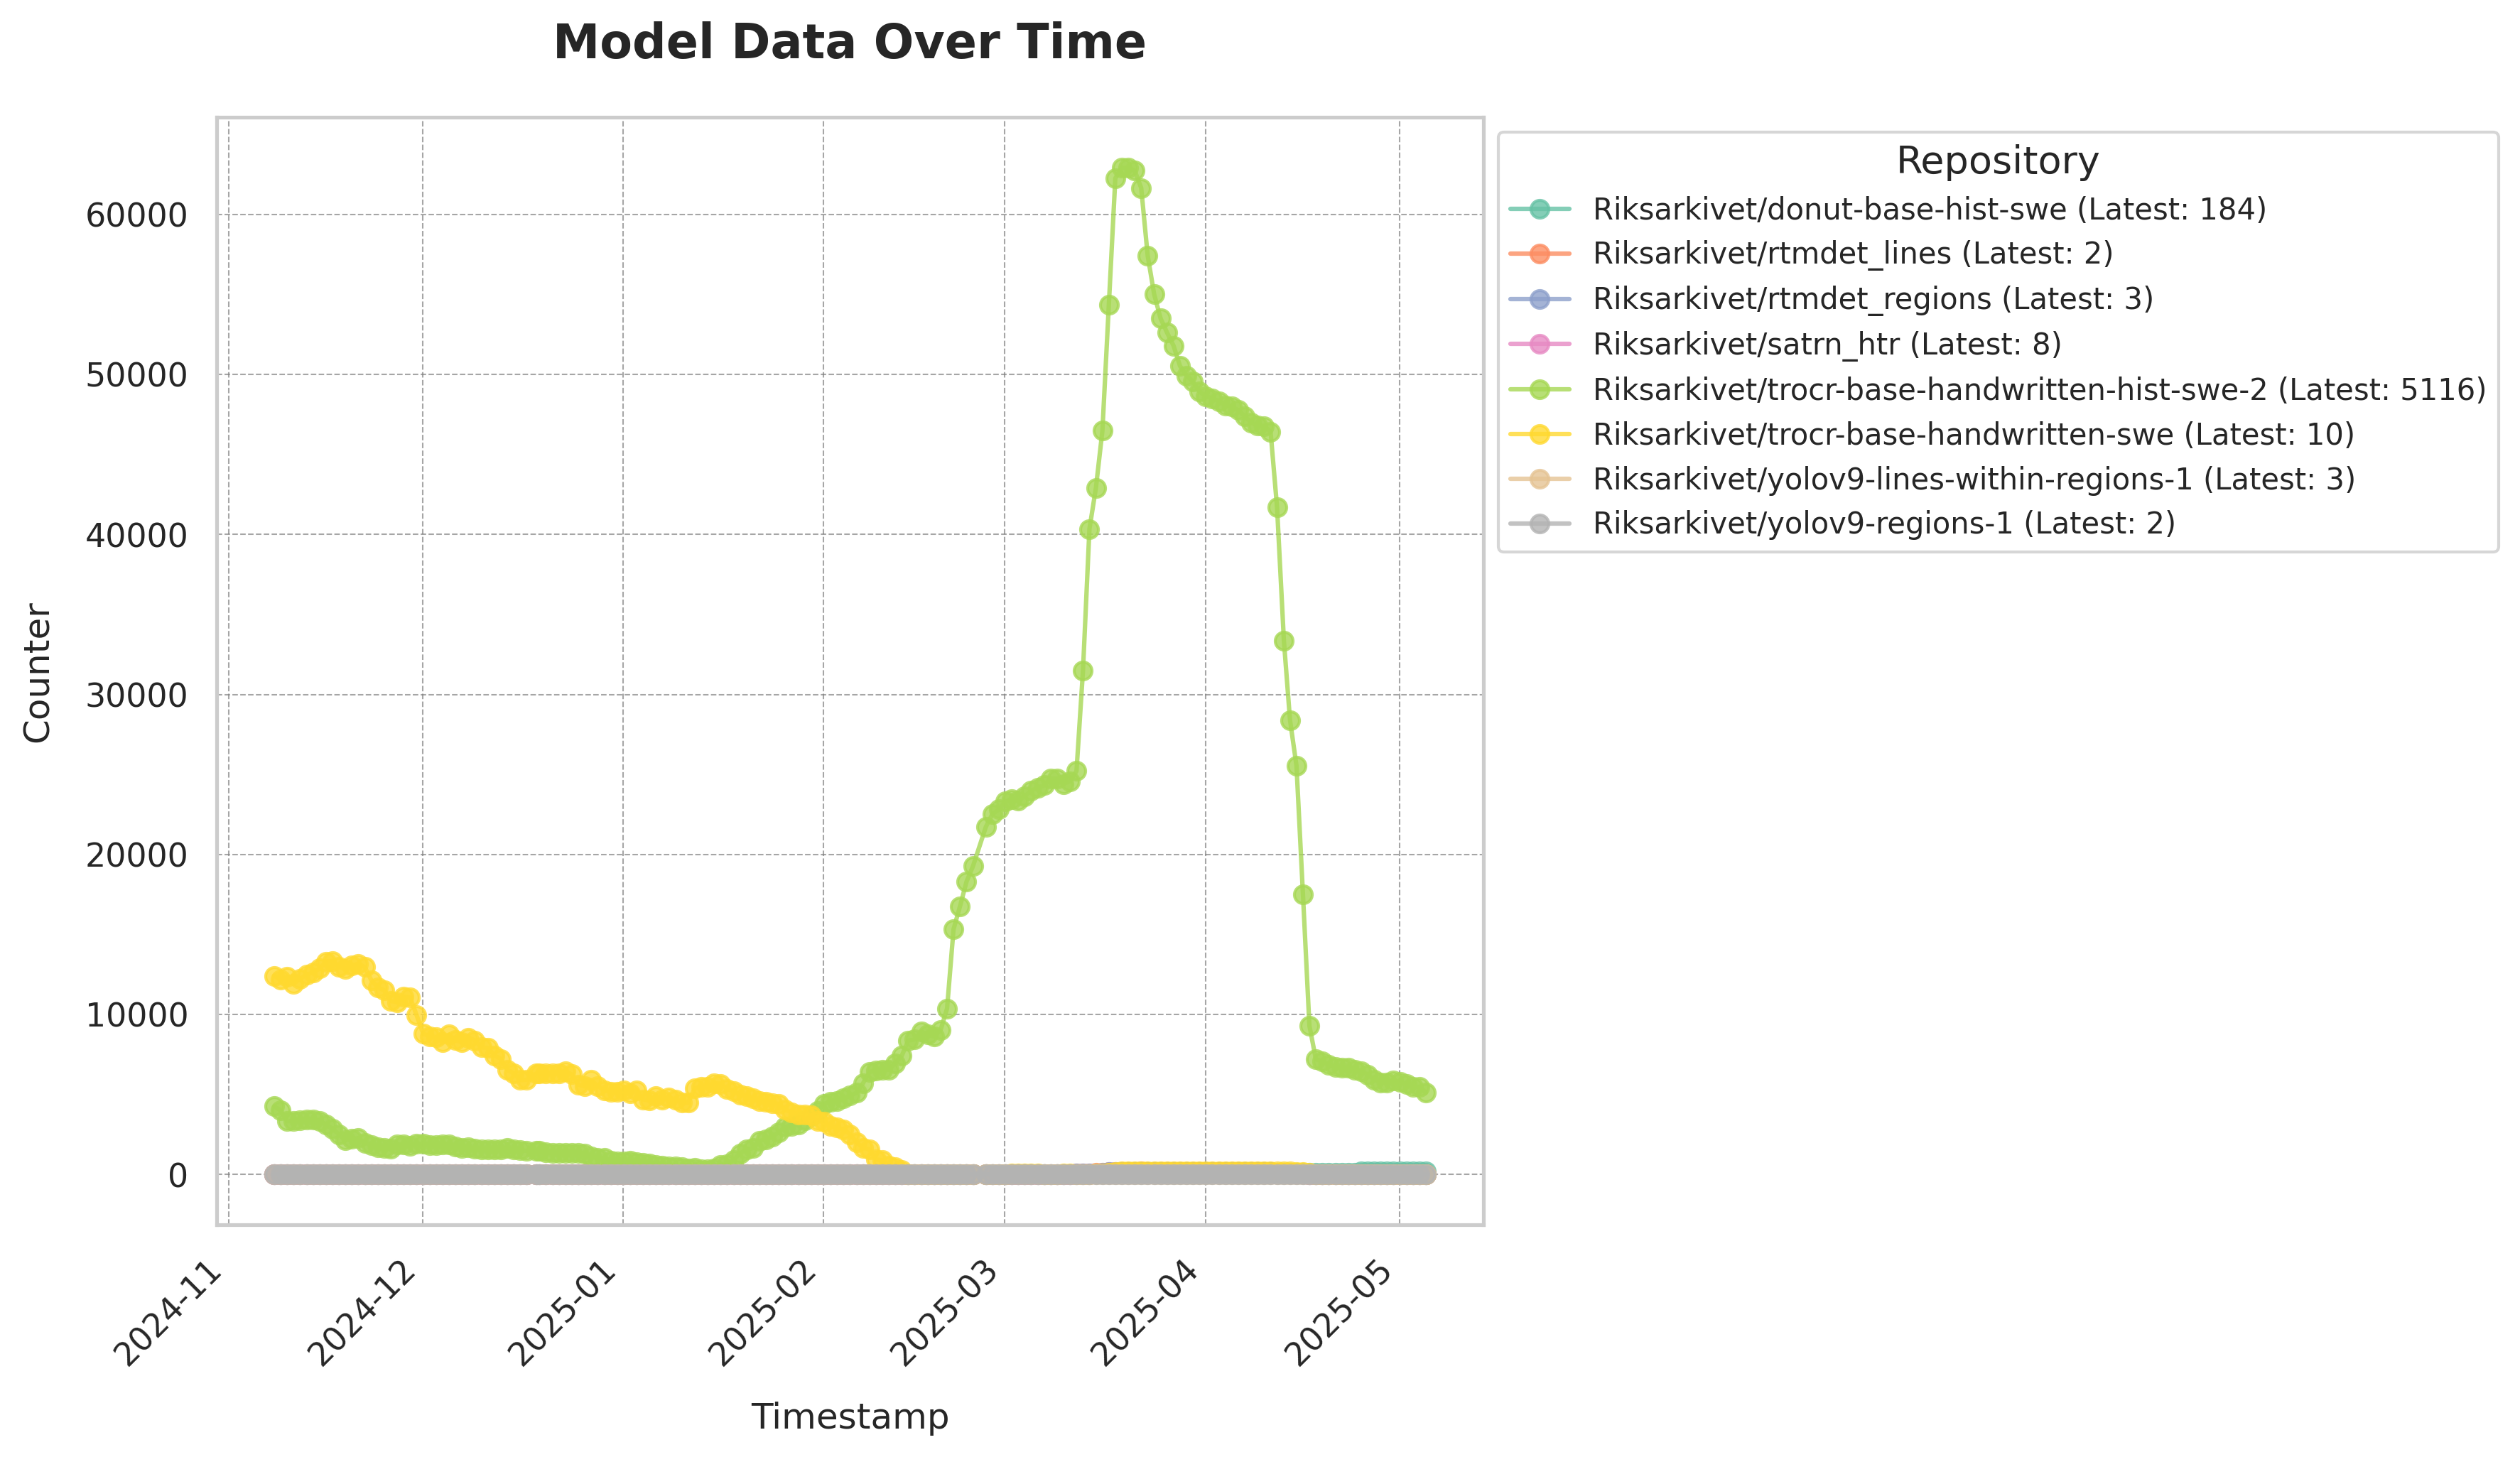 Model Data Over Time
Repository
Riksarkivet/donut-base-hist-swe (Latest: 184)
Riksarkivet/rtmdet_lines (Latest: 2)
Riksarkivet/rtmdet_regions (Latest: 3)
Riksarkivet/satrn_htr (Latest: 8)
Riksarkivet/trocr-base-handwritten-hist-swe-2 (Latest: 5116)
Riksarkivet/trocr-base-handwritten-swe (Latest: 10)
Riksarkivet/yolov9-lines-within-regions-1 (Latest: 3)
Riksarkivet/yolov9-regions-1 (Latest: 2)
Counter
60000
50000
40000
30000
20000
10000
0
2024-11
2024-12
2025-01
2025-02
2025-03
2025-04
2025-05
Timestamp